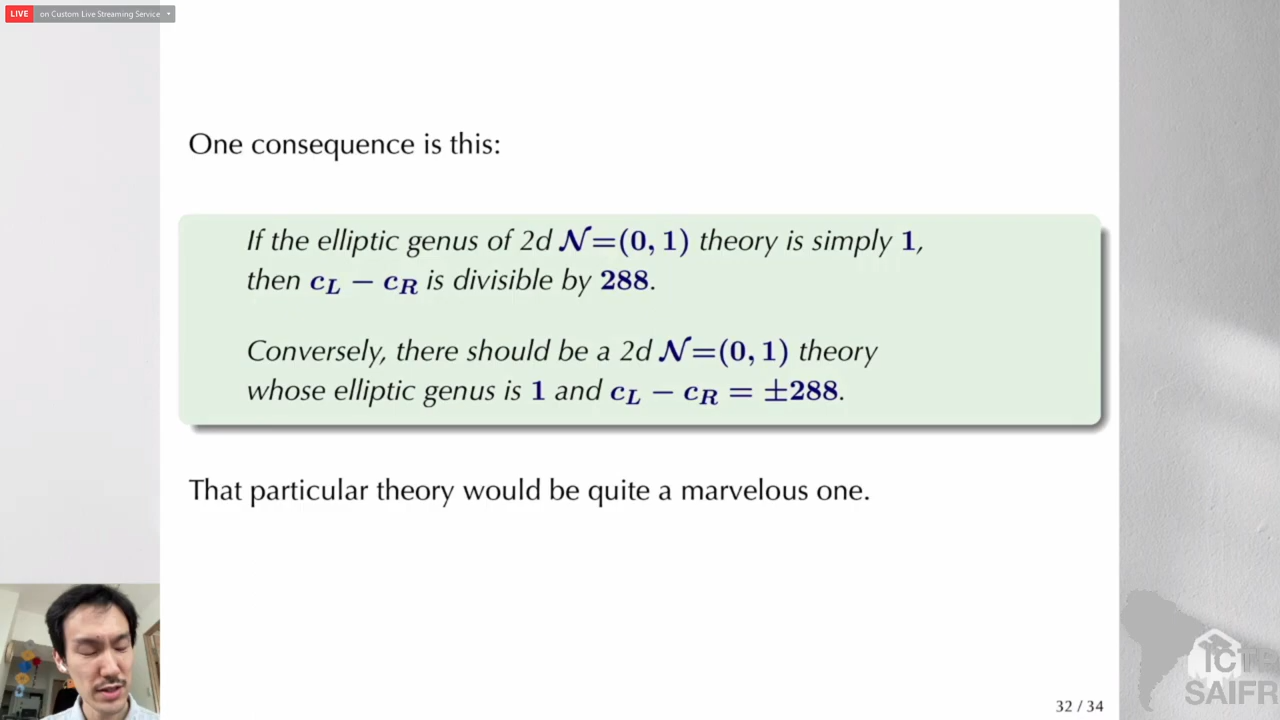 LIVE on Custom Live Streaming Service
One consequence is this:
If the elliptic genus of 2d 𝒩=(0, 1) theory is simply 1,
then c_L − c_R is divisible by 288.
Conversely, there should be a 2d 𝒩=(0, 1) theory
whose elliptic genus is 1 and c_L − c_R = ±288.
That particular theory would be quite a marvelous one.
32 / 34
ICTP
SAIFR